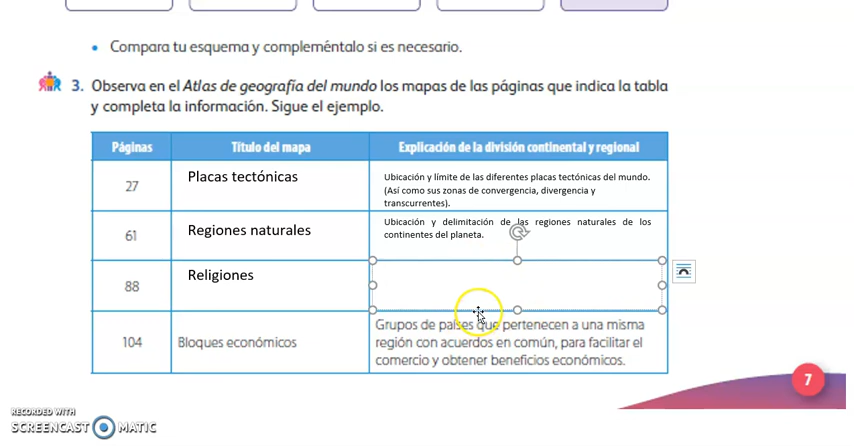 • Compara tu esquema y compleméntalo si es necesario.
3. Observa en el Atlas de geografía del mundo los mapas de las páginas que indica la tabla
y completa la información. Sigue el ejemplo.
Páginas Título del mapa Explicación de la división continental y regional
27 Placas tectónicas
Ubicación y límite de las diferentes placas tectónicas del mundo.
(Así como sus zonas de convergencia, divergencia y
transcurrentes).
61 Regiones naturales
Ubicación y delimitación de las regiones naturales de los
continentes del planeta.
88 Religiones
104 Bloques económicos
Grupos de países que pertenecen a una misma
región con acuerdos en común, para facilitar el
comercio y obtener beneficios económicos.
7
RECORDED WITH
SCREENCAST MATIC